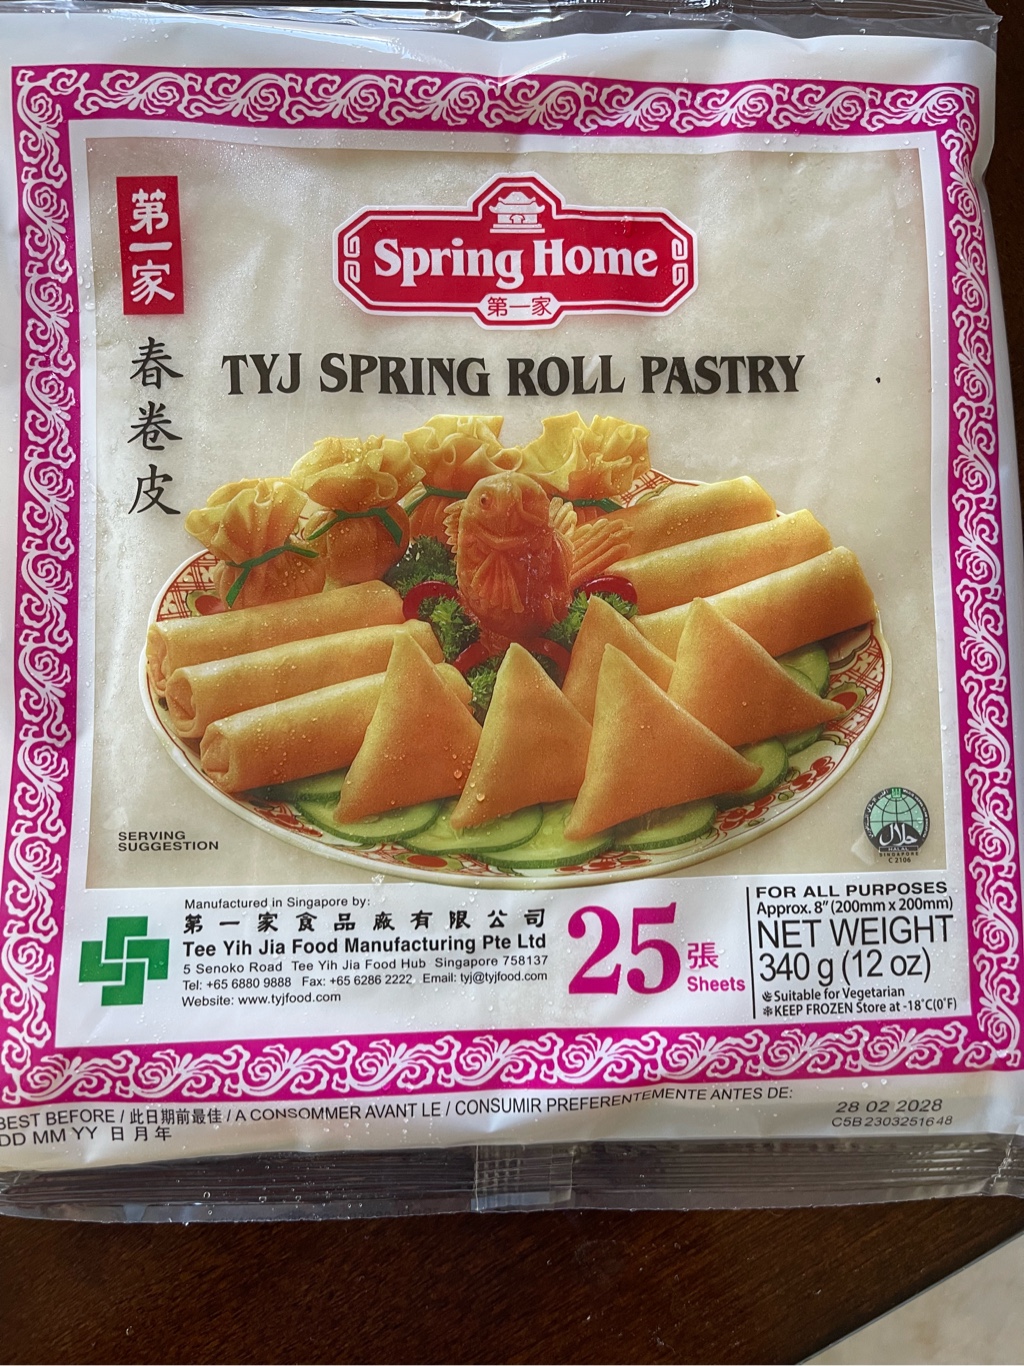 第一家
春卷皮
Spring Home
第一家
TYJ SPRING ROLL PASTRY
SERVING
SUGGESTION
HALAL
SINGAPORE
C 2106
Manufactured in Singapore by:
第一家食品廠有限公司
Tee Yih Jia Food Manufacturing Pte Ltd
5 Senoko Road Tee Yih Jia Food Hub Singapore 758137
Tel: +65 6880 9888 Fax: +65 6286 2222 Email: tyj@tyjfood.com
Website: www.tyjfood.com
25 張
Sheets
FOR ALL PURPOSES
Approx. 8" (200mm x 200mm)
NET WEIGHT
340 g (12 oz)
Suitable for Vegetarian
KEEP FROZEN Store at -18°C(0°F)
BEST BEFORE / 此日期前最佳 / A CONSOMMER AVANT LE / CONSUMIR PREFERENTEMENTE ANTES DE:
DD MM YY 日月年
28 02 2028
C5B2303251648